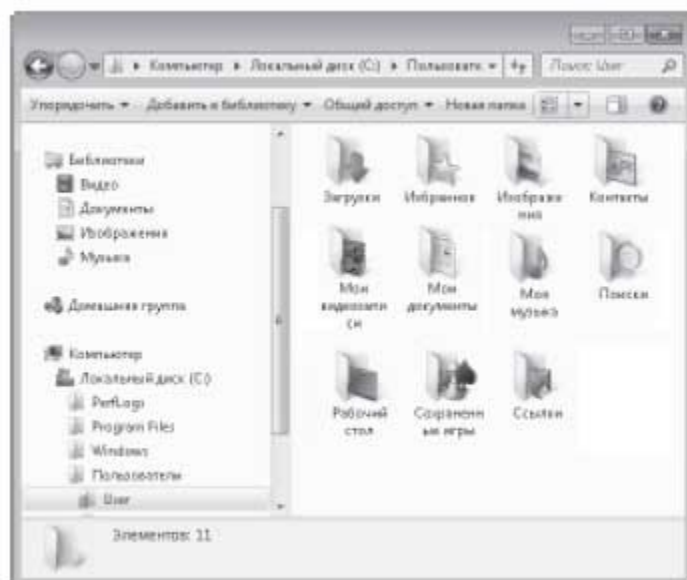 Компьютер ▸ Локальный диск (C:) ▸ Пользовате
Поиск: User
Упорядочить Добавить в библиотеку Общий доступ Новая папка
Библиотеки
Видео
Документы
Изображения
Музыка
Домашняя группа
Компьютер
Локальный диск (C:)
PerfLogs
Program Files
Windows
Пользователи
User
Загрузки
Избранное
Изображе
ния
Контакты
Мои
видеозапи
си
Мои
документы
Моя
музыка
Поиски
Рабочий
стол
Сохраненн
ые игры
Ссылки
Элементов: 11